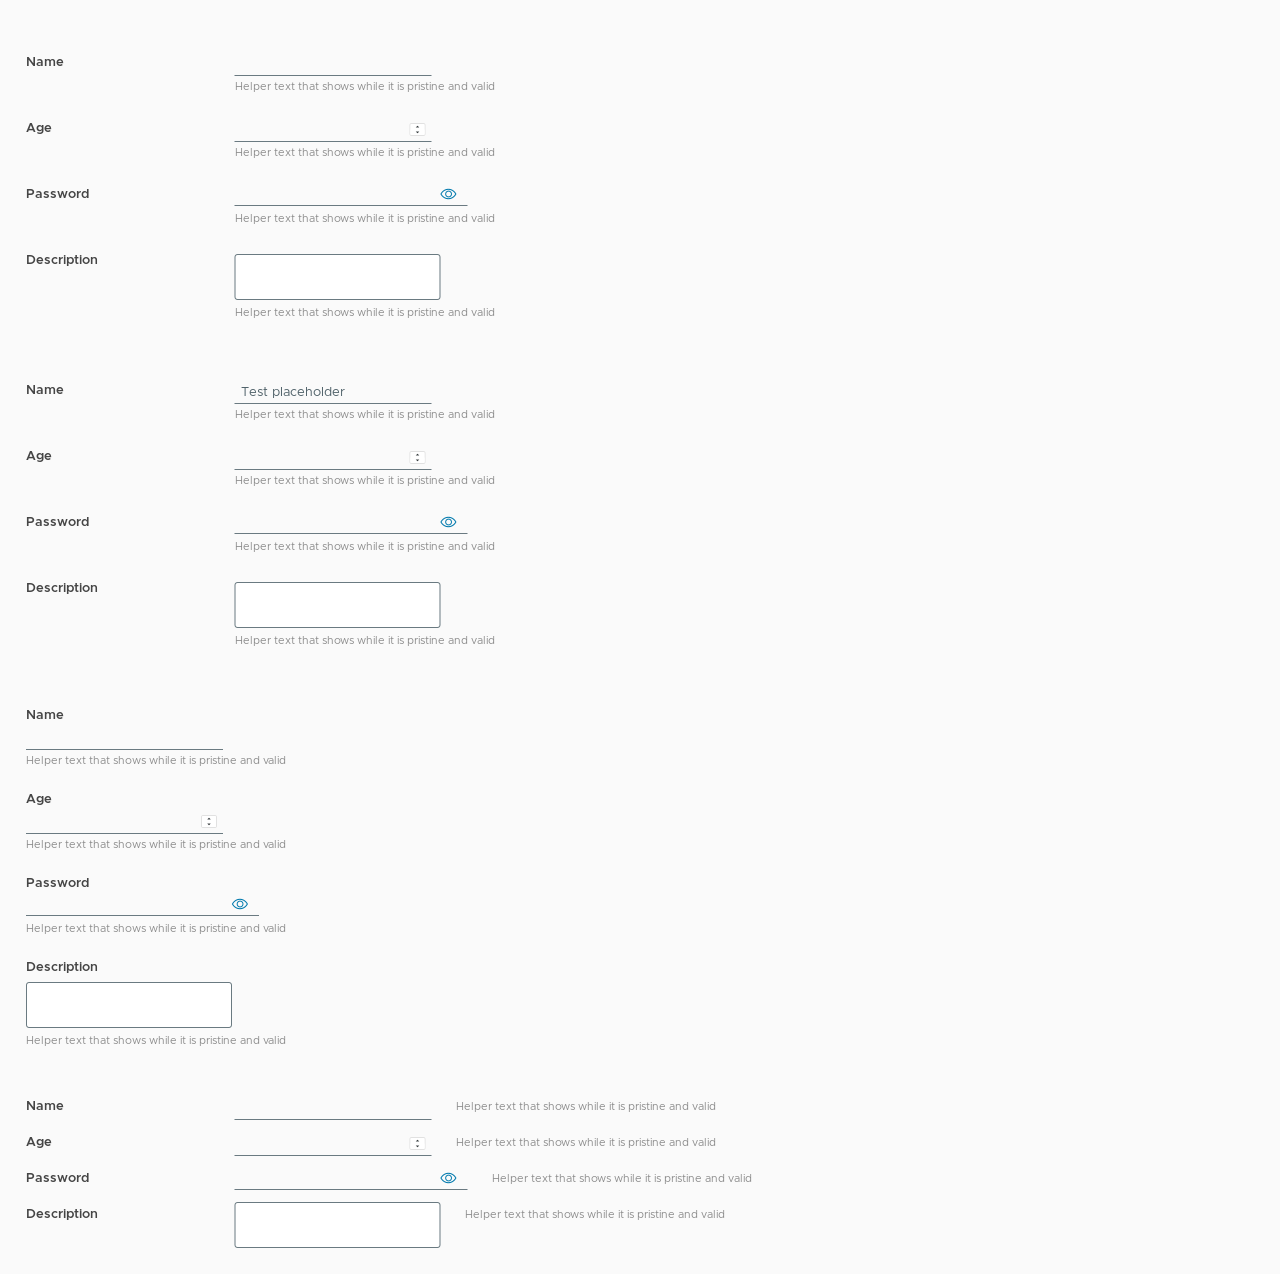 Name
Helper text that shows while it is pristine and valid
Age
Helper text that shows while it is pristine and valid
Password
Helper text that shows while it is pristine and valid
Description
Helper text that shows while it is pristine and valid
Name Test placeholder
Helper text that shows while it is pristine and valid
Age
Helper text that shows while it is pristine and valid
Password
Helper text that shows while it is pristine and valid
Description
Helper text that shows while it is pristine and valid
Name
Helper text that shows while it is pristine and valid
Age
Helper text that shows while it is pristine and valid
Password
Helper text that shows while it is pristine and valid
Description
Helper text that shows while it is pristine and valid
Name Helper text that shows while it is pristine and valid
Age Helper text that shows while it is pristine and valid
Password Helper text that shows while it is pristine and valid
Description Helper text that shows while it is pristine and valid